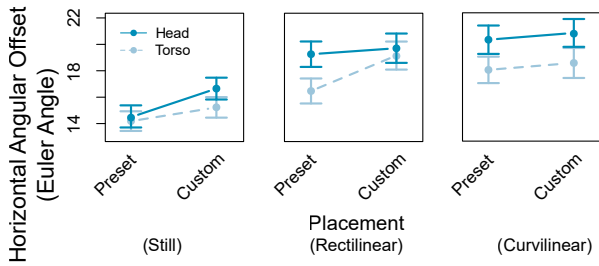 Horizontal Angular Offset
(Euler Angle)
22
18
14
Head
Torso
Preset
Custom
Preset
Custom
Preset
Custom
Placement
(Still)
(Rectilinear)
(Curvilinear)